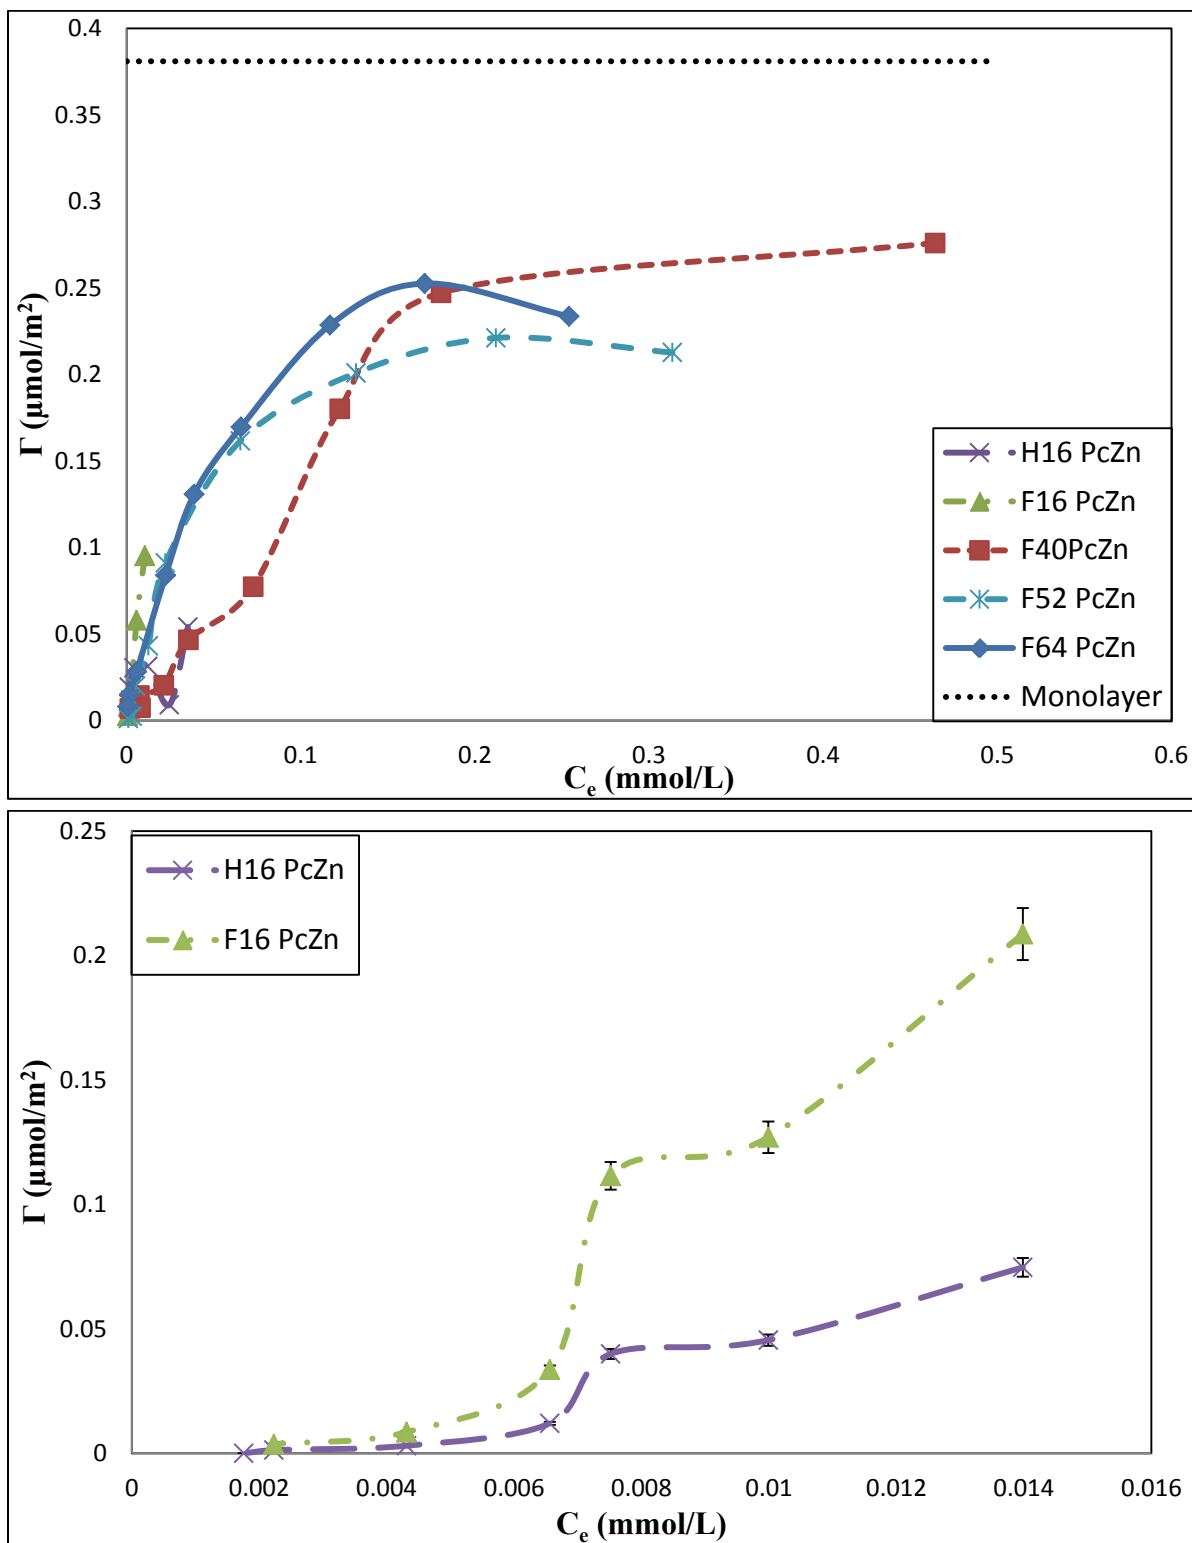 0.4
0.35
0.3
0.25
0.2
0.15
0.1
0.05
0
Γ (µmol/m²)
0 0.1 0.2 0.3 0.4 0.5 0.6
Cₑ (mmol/L)
H16 PcZn
F16 PcZn
F40PcZn
F52 PcZn
F64 PcZn
Monolayer
0.25
0.2
0.15
0.1
0.05
0
Γ (µmol/m²)
H16 PcZn
F16 PcZn
0 0.002 0.004 0.006 0.008 0.01 0.012 0.014 0.016
Cₑ (mmol/L)